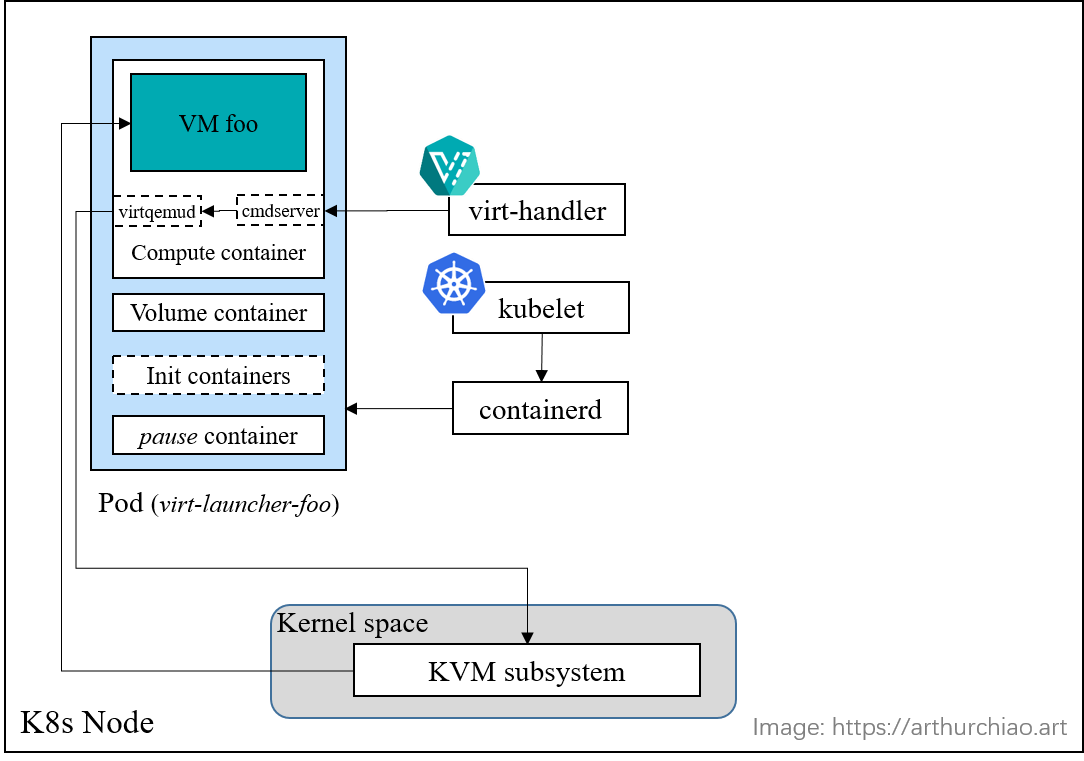 VM foo
virtqemud
cmdserver
Compute container
virt-handler
kubelet
Volume container
Init containers
containerd
pause container
Pod (virt-launcher-foo)
Kernel space
KVM subsystem
K8s Node
Image: https://arthurchiao.art